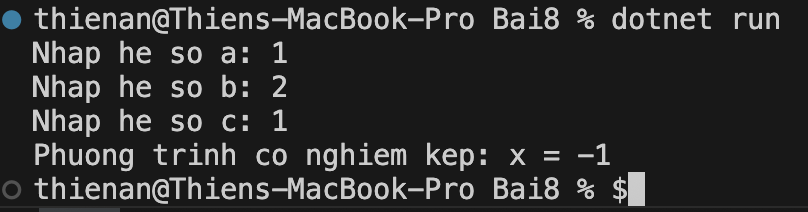 thienan@Thiens-MacBook-Pro Bai8 % dotnet run
Nhap he so a: 1
Nhap he so b: 2
Nhap he so c: 1
Phuong trinh co nghiem kep: x = -1
thienan@Thiens-MacBook-Pro Bai8 % $